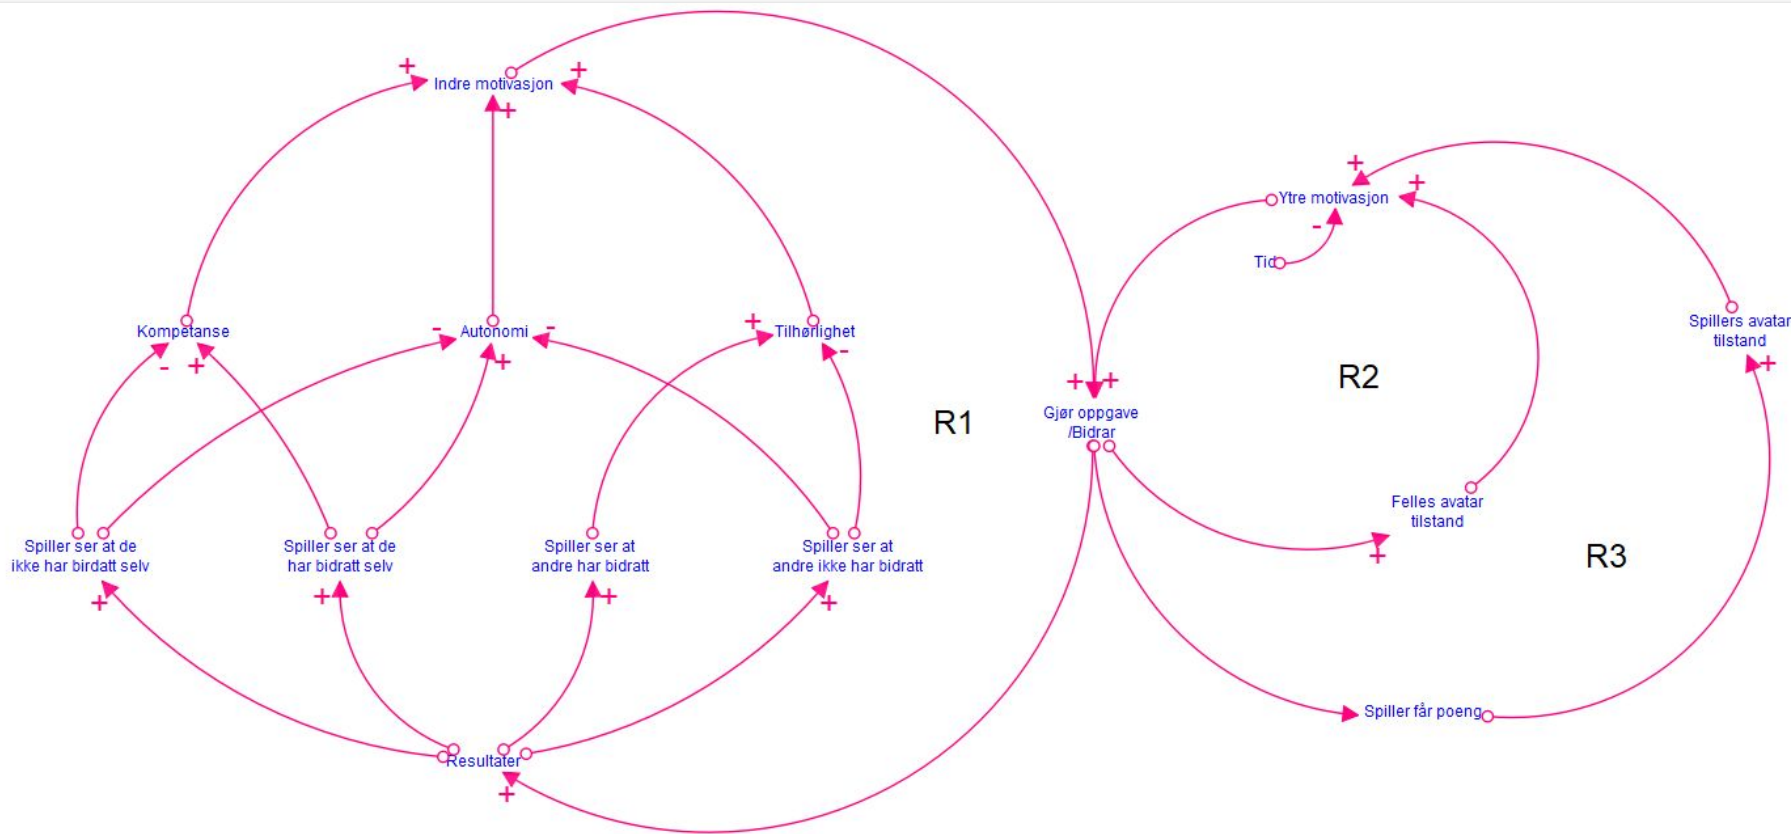 +
+
Indre motivasjon
+
+
+
Ytre motivasjon
-
Tid
Kompetanse
-
Autonomi
-
+
Tilhørlighet
-
+
-
+
Spillers avatar
tilstand
+
R2
+
+
Gjør oppgave
/Bidrar
R1
Felles avatar
tilstand
+
R3
Spiller ser at de
ikke har birdatt selv
Spiller ser at de
har bidratt selv
Spiller ser at
andre har bidratt
Spiller ser at
andre ikke har bidratt
+
+
+
+
Spiller får poeng
Resultater
+